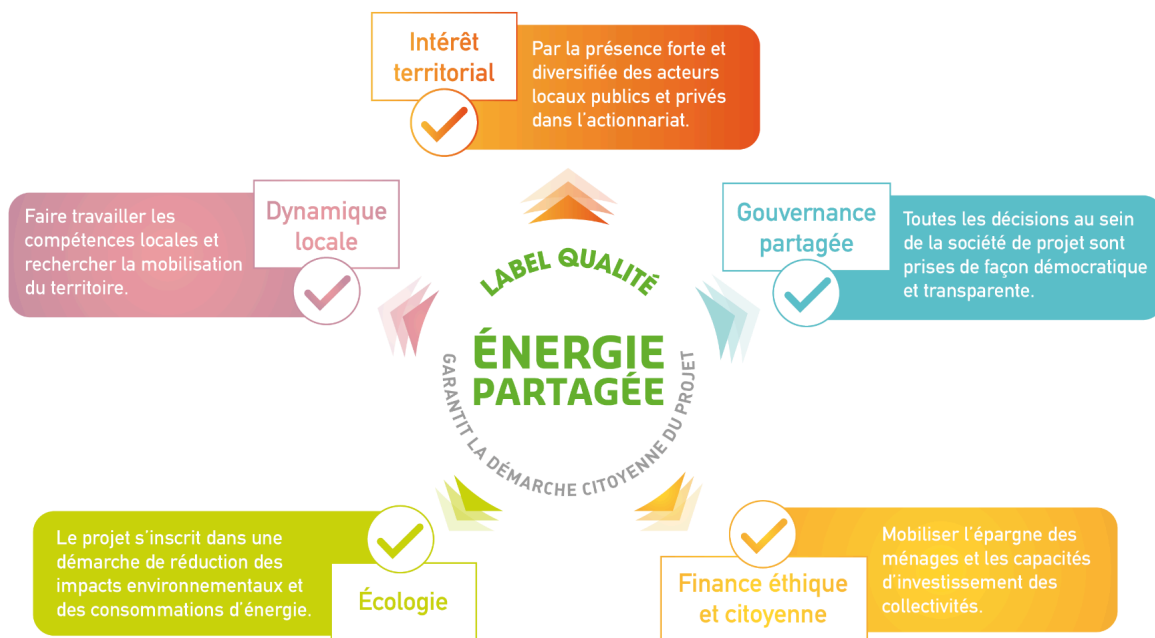 Intérêt
territorial
Par la présence forte et
diversifiée des acteurs
locaux publics et privés
dans l'actionnariat.
Faire travailler les
compétences locales et
rechercher la mobilisation
du territoire.
Dynamique
locale
Gouvernance
partagée
Toutes les décisions au sein
de la société de projet sont
prises de façon démocratique
et transparente.
LABEL QUALITÉ
ÉNERGIE
PARTAGÉE
GARANTIT LA DÉMARCHE CITOYENNE DU PROJET
Le projet s'inscrit dans une
démarche de réduction des
impacts environnementaux et
des consommations d'énergie.
Écologie
Finance éthique
et citoyenne
Mobiliser l'épargne des
ménages et les capacités
d'investissement des
collectivités.